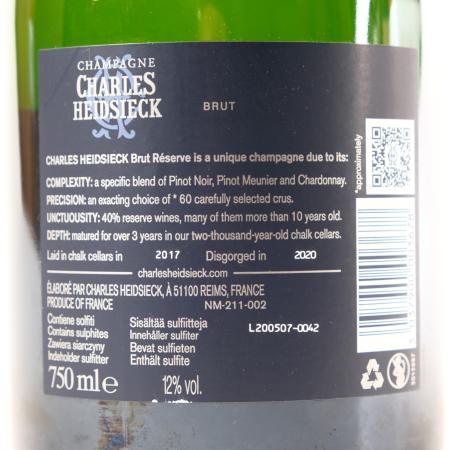 CHAMPAGNE
CHARLES
HEIDSIECK
BRUT
CHARLES HEIDSIECK Brut Réserve is a unique champagne due to its:
COMPLEXITY: a specific blend of Pinot Noir, Pinot Meunier and Chardonnay.
PRECISION: an exacting choice of * 60 carefully selected crus.
UNCTUOUSITY: 40% reserve wines, many of them more than 10 years old.
DEPTH: matured for over 3 years in our two-thousand-year-old chalk cellars.
Laid in chalk cellars in 2017 Disgorged in 2020
charlesheidsieck.com
ÉLABORÉ PAR CHARLES HEIDSIECK, À 51100 REIMS, FRANCE
PRODUCE OF FRANCE NM-211-002
Contiene solfiti
Contains sulphites
Zawiera siarczyny
Indeholder sulfitter
Sisältää sulfiitteja
Innehåller sulfiter
Bevat sulfieten
Enthält sulfite
L200507-0042
750 ml e
12% vol.
*approximately